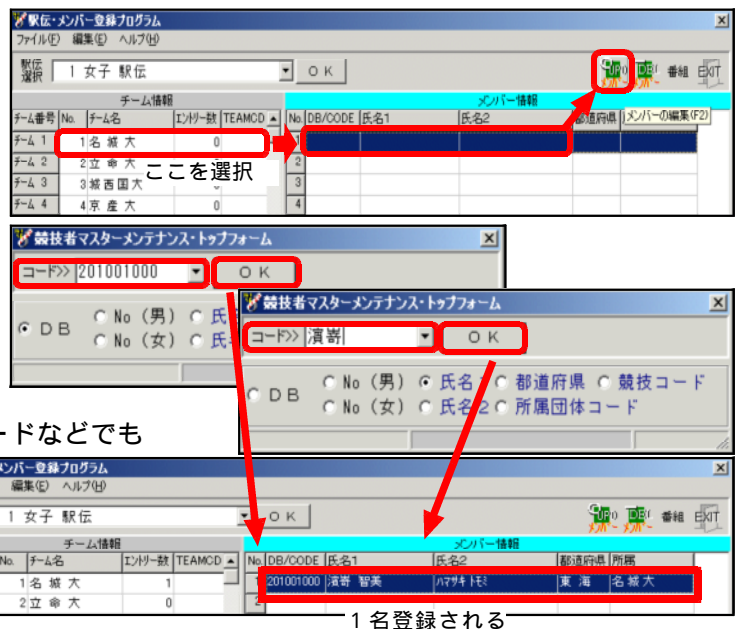 駅伝・メンバー登録プログラム
ファイル(F) 編集(E) ヘルプ(H)
駅伝選択 1 女子 駅伝 OK 番組 EXIT
チーム情報 メンバー情報
チーム番号 No. チーム名 エントリー数 TEAMCD No. DB/CODE 氏名1 氏名2 都道府県 メンバーの編集(F2)
チーム 1 1 名 城 大 0 1
チーム 2 2 立 命 大 2
チーム 3 3 城 西 国 大 3
チーム 4 4 京 産 大 0 4
ここを選択
競技者マスターメンテナンス・トップフォーム
コード>> 201001000 OK
DB No (男) 氏
No (女) 氏
競技者マスターメンテナンス・トップフォーム
コード>> 濱嵜 OK
DB No (男) 氏名 都道府県 競技コード
No (女) 氏名2 所属団体コード
ードなどでも
メンバー登録プログラム
編集(E) ヘルプ(H)
1 女子 駅伝 OK 番組 EXIT
チーム情報 メンバー情報
No. チーム名 エントリー数 TEAMCD No. DB/CODE 氏名1 氏名2 都道府県 所属
1 名 城 大 1 1 201001000 濱嵜 智美 ハマサキ トモミ 東 海 名 城 大
2 立 命 大 0 2
1名登録される